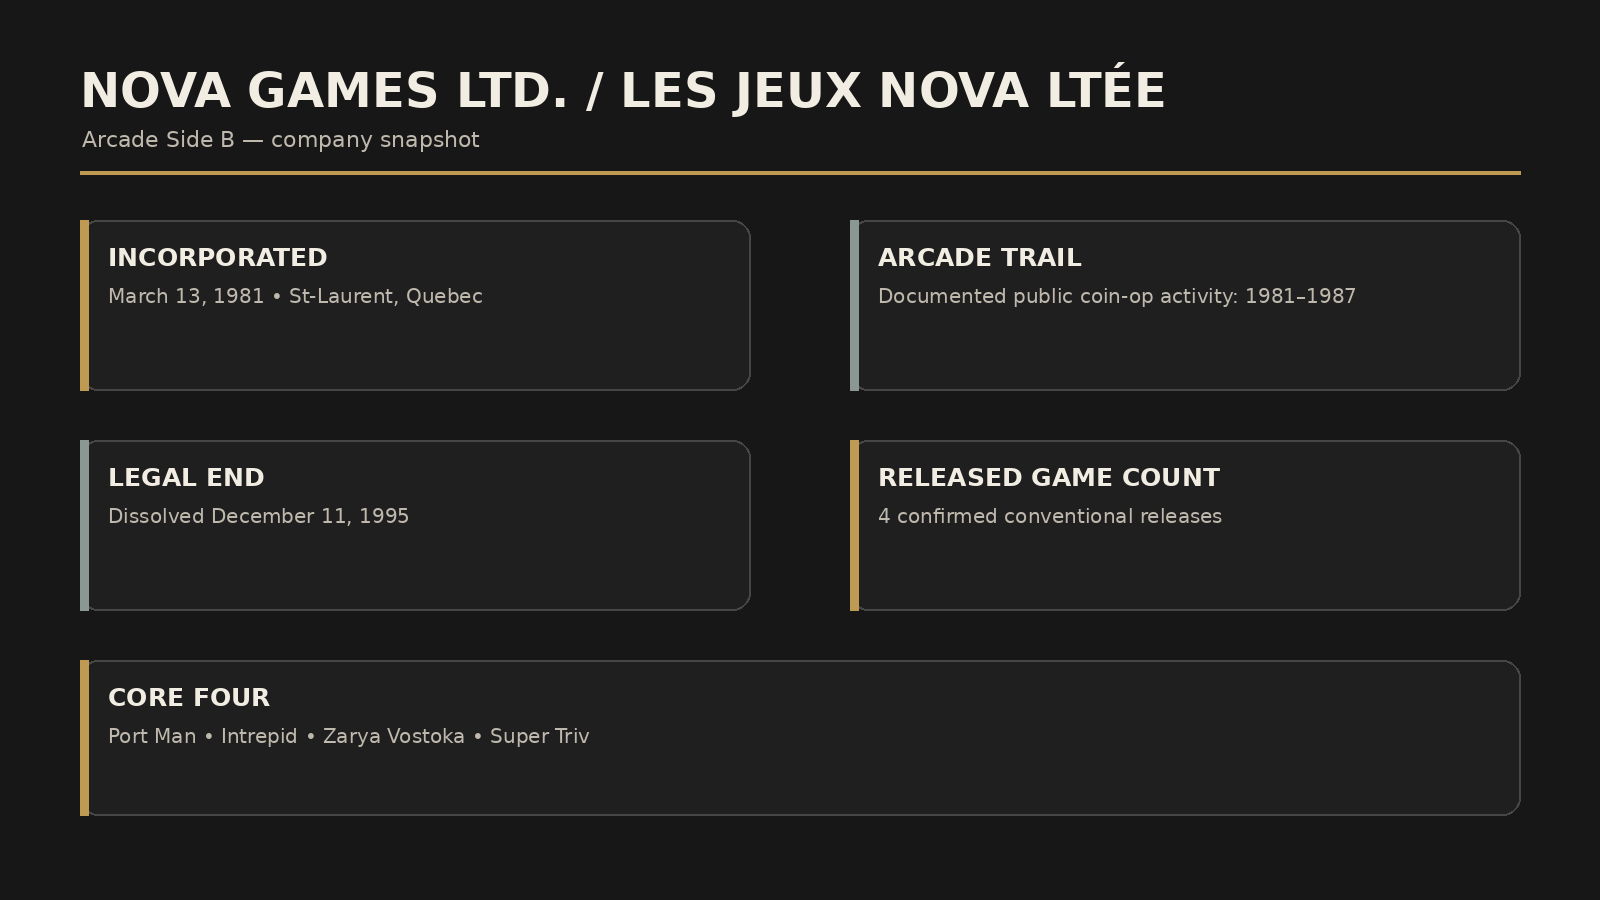 NOVA GAMES LTD. / LES JEUX NOVA LTÉE
Arcade Side B — company snapshot
INCORPORATED
March 13, 1981 • St-Laurent, Quebec
ARCADE TRAIL
Documented public coin-op activity: 1981–1987
LEGAL END
Dissolved December 11, 1995
RELEASED GAME COUNT
4 confirmed conventional releases
CORE FOUR
Port Man • Intrepid • Zarya Vostoka • Super Triv